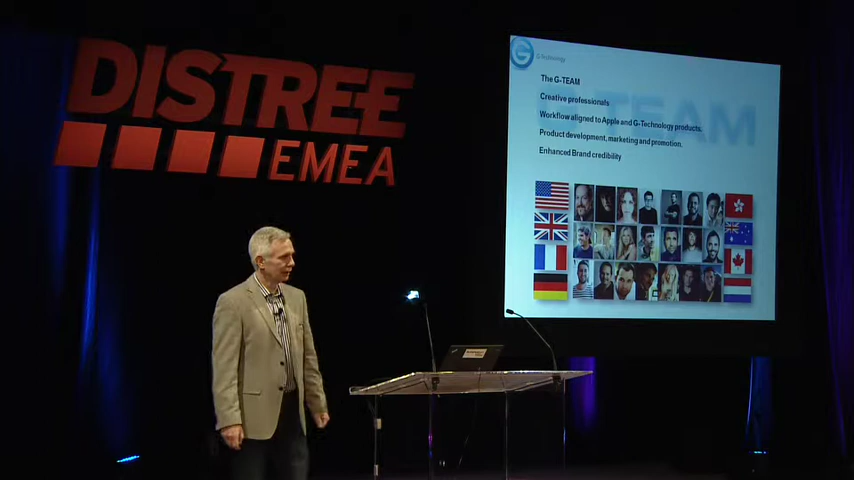 DISTREE
EMEA
G-Technology
The G-TEAM
Creative professionals
Workflow aligned to Apple and G-Technology products.
Product development, marketing and promotion.
Enhanced Brand credibility
G-TEAM